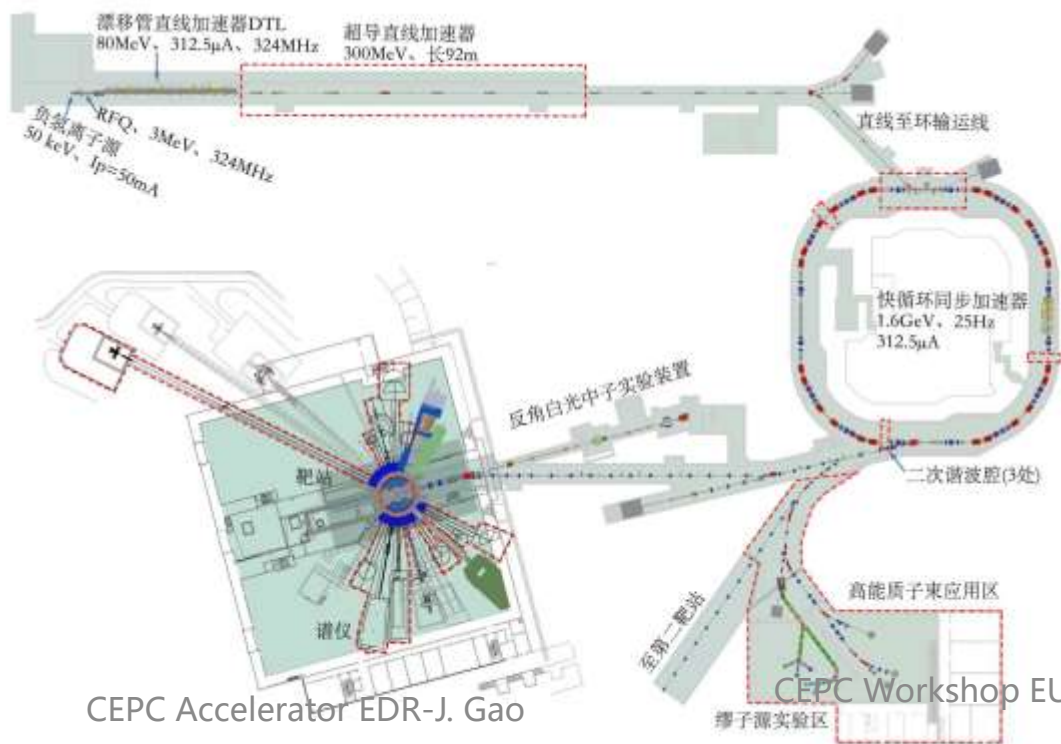 漂移管直线加速器DTL
80MeV、312.5μA、324MHz
超导直线加速器
300MeV、长92m
负氢离子源
50 keV、Ip=50mA
RFQ、3MeV、324MHz
直线至环输运线
快循环同步加速器
1.6GeV、25Hz
312.5μA
反角白光中子实验装置
靶站
二次谐波腔(3处)
谱仪
至第二靶站
高能质子束应用区
缪子源实验区
CEPC Accelerator EDR-J. Gao
CEPC Workshop EU